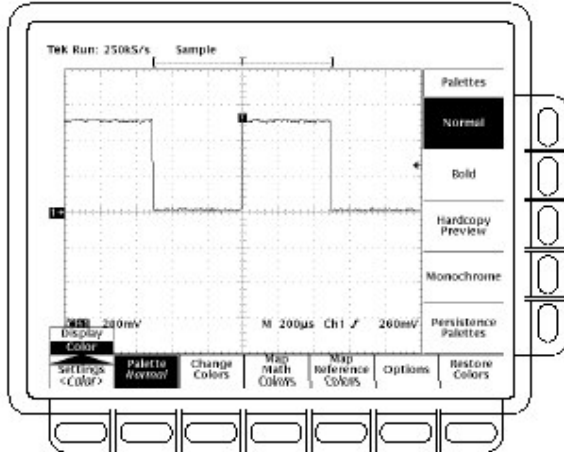 Tek Run: 250kS/s Sample
Palettes
T
Normal
Bold
1
Hardcopy
Preview
Monochrome
200mV M 200µs Ch1 260mV
Persistence
Palettes
Display
Color
Settings
<Color>
Palette
Normal
Change
Colors
Map
Math
Colors
Map
Reference
Colors
Options
Restore
Colors